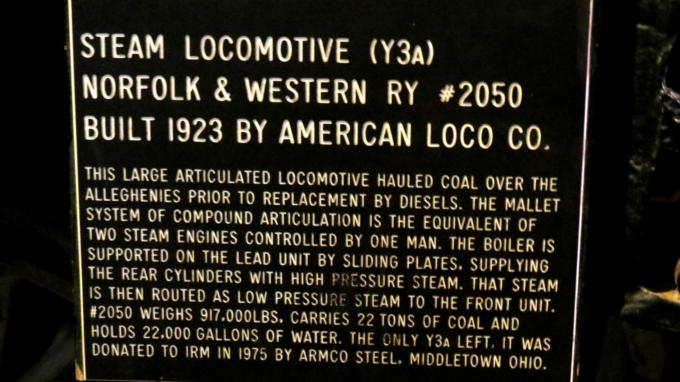 STEAM LOCOMOTIVE (Y3A)
NORFOLK & WESTERN RY #2050
BUILT 1923 BY AMERICAN LOCO CO.
THIS LARGE ARTICULATED LOCOMOTIVE HAULED COAL OVER THE
ALLEGHENIES PRIOR TO REPLACEMENT BY DIESELS. THE MALLET
SYSTEM OF COMPOUND ARTICULATION IS THE EQUIVALENT OF
TWO STEAM ENGINES CONTROLLED BY ONE MAN. THE BOILER IS
SUPPORTED ON THE LEAD UNIT BY SLIDING PLATES, SUPPLYING
THE REAR CYLINDERS WITH HIGH PRESSURE STEAM. THAT STEAM
IS THEN ROUTED AS LOW PRESSURE STEAM TO THE FRONT UNIT.
#2050 WEIGHS 917,000LBS, CARRIES 22 TONS OF COAL AND
HOLDS 22,000 GALLONS OF WATER. THE ONLY Y3A LEFT, IT WAS
DONATED TO IRM IN 1975 BY ARMCO STEEL, MIDDLETOWN OHIO.